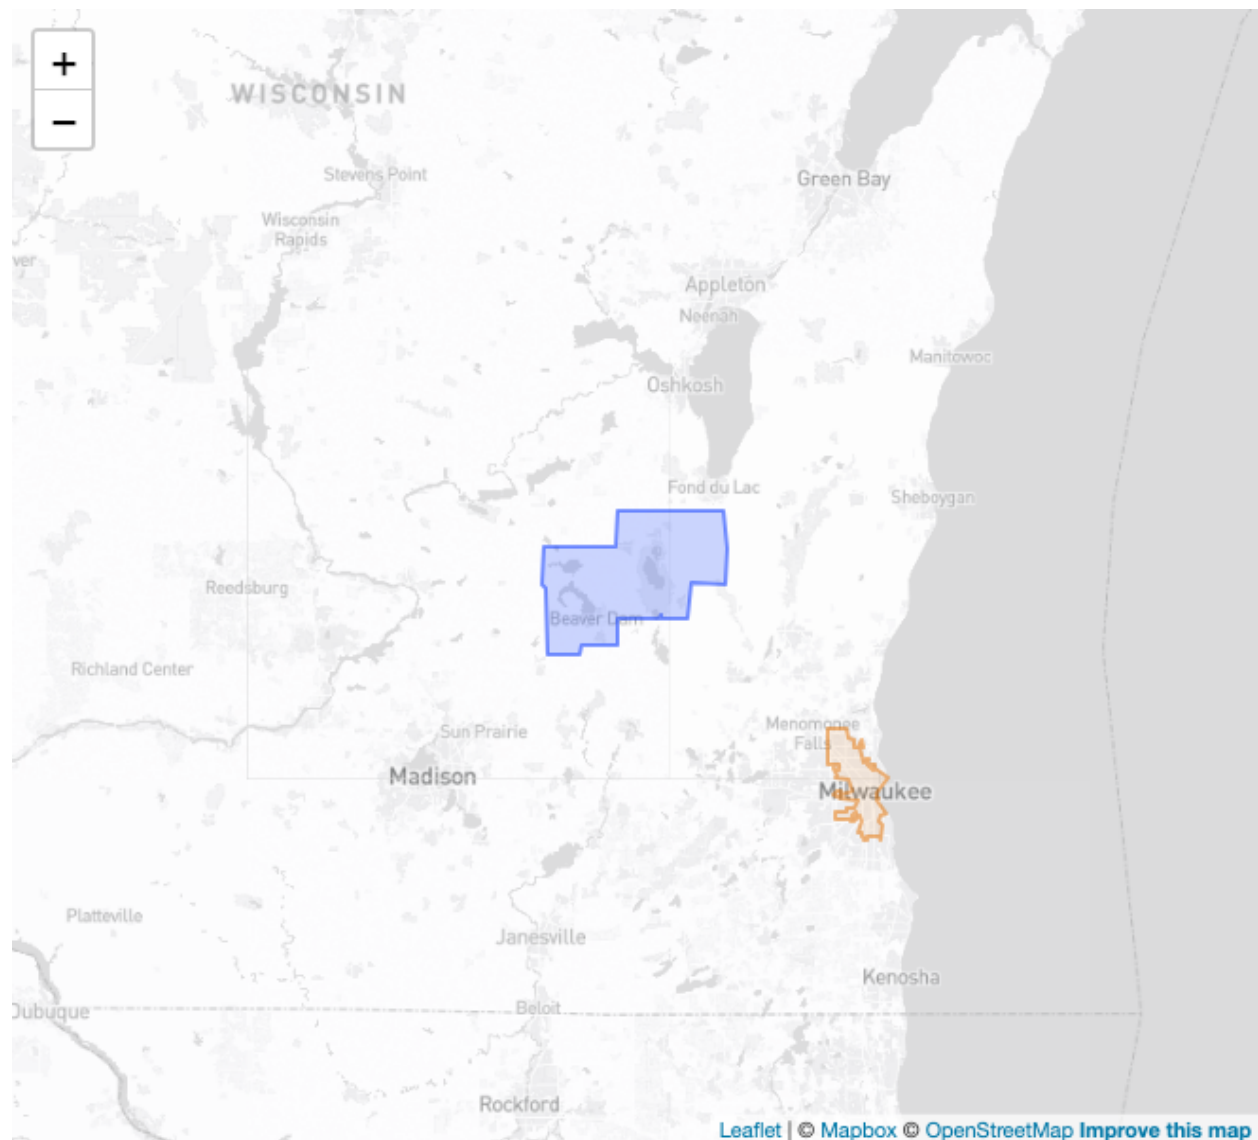 +
−
WISCONSIN
Stevens Point
Green Bay
Wisconsin
Rapids
ver
Appleton
Neenah
Manitowoc
Oshkosh
Fond du Lac
Sheboygan
Reedsburg
Beaver Dam
Richland Center
Sun Prairie
Menomonee
Falls
Madison
Milwaukee
Platteville
Janesville
Kenosha
Beloit
Dubuque
Rockford
Leaflet | © Mapbox © OpenStreetMap Improve this map